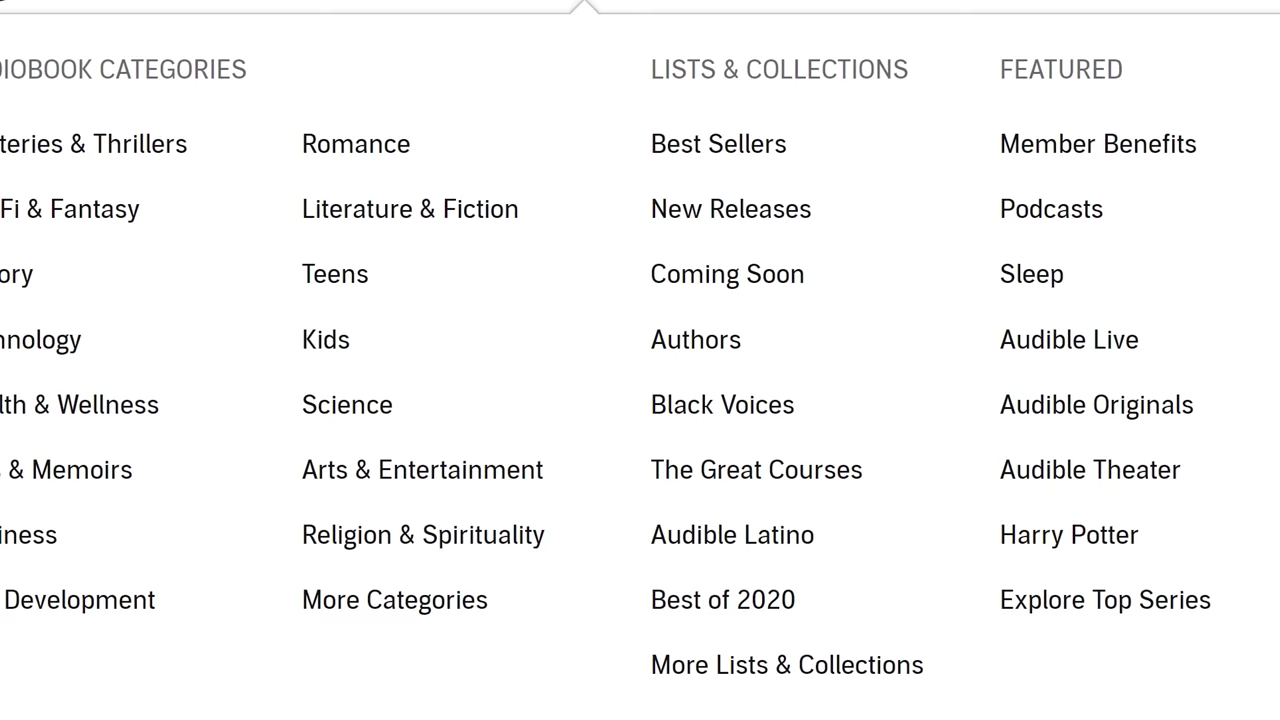 DIOBOOK CATEGORIES
teries & Thrillers
Fi & Fantasy
ory
hnology
lth & Wellness
& Memoirs
iness
Development
Romance
Literature & Fiction
Teens
Kids
Science
Arts & Entertainment
Religion & Spirituality
More Categories
LISTS & COLLECTIONS
Best Sellers
New Releases
Coming Soon
Authors
Black Voices
The Great Courses
Audible Latino
Best of 2020
More Lists & Collections
FEATURED
Member Benefits
Podcasts
Sleep
Audible Live
Audible Originals
Audible Theater
Harry Potter
Explore Top Series